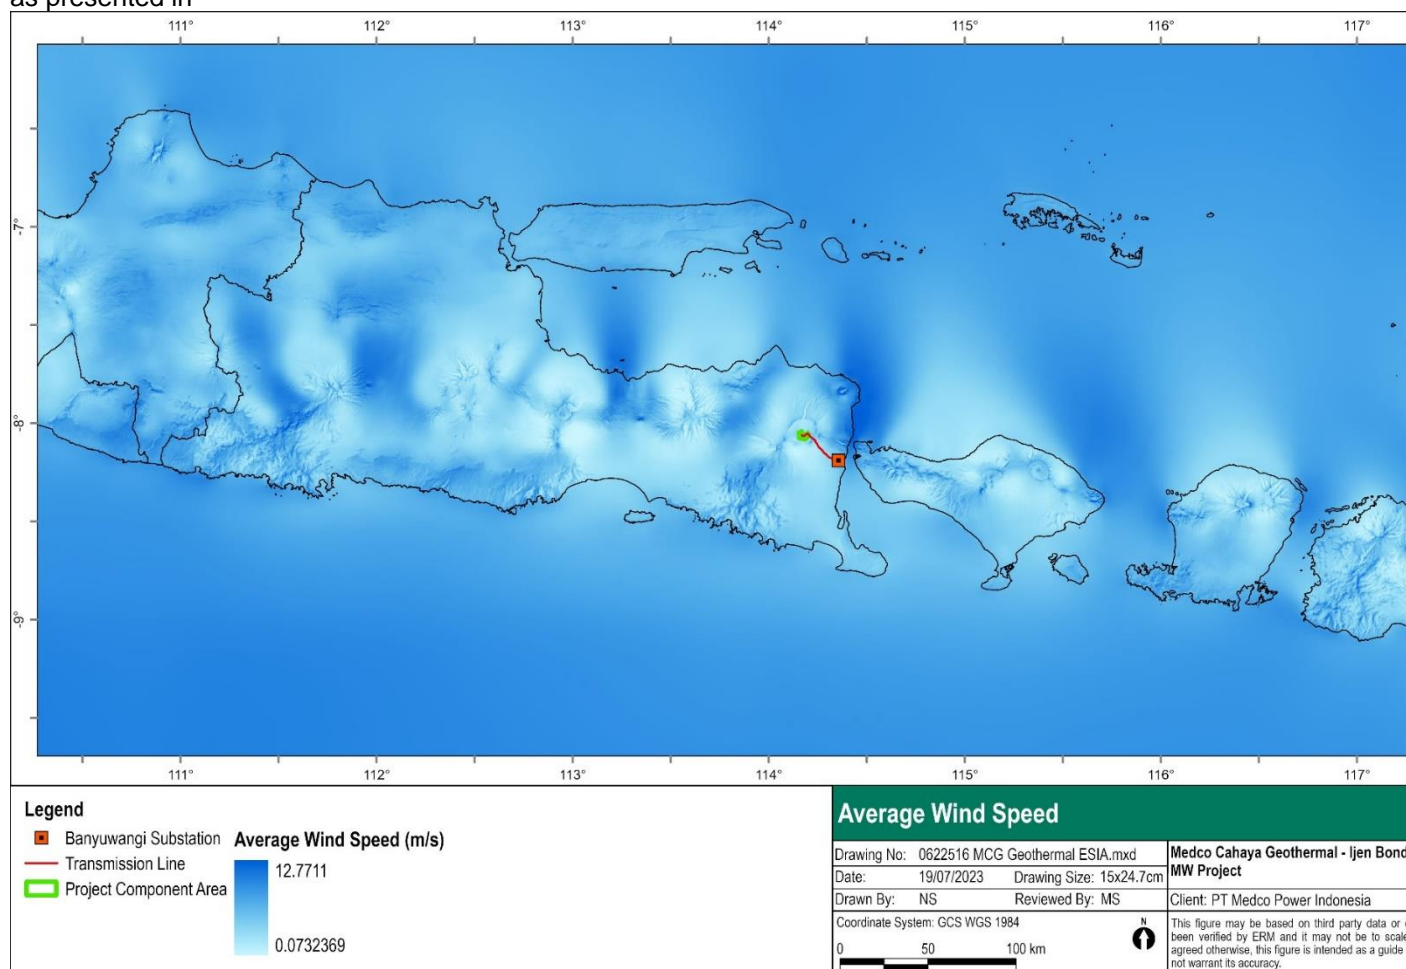 as presented in
111° 112° 113° 114° 115° 116° 117°
-7°
-8°
-9°
111° 112° 113° 114° 115° 116° 117°
Legend
Banyuwangi Substation
Transmission Line
Project Component Area
Average Wind Speed (m/s)
12.7711
0.0732369
Average Wind Speed
Drawing No: 0622516 MCG Geothermal ESIA.mxd
Date: 19/07/2023 Drawing Size: 15x24.7cm
Drawn By: NS Reviewed By: MS
Coordinate System: GCS WGS 1984
N
0 50 100 km
Medco Cahaya Geothermal - Ijen Bond
MW Project
Client: PT Medco Power Indonesia
This figure may be based on third party data or
been verified by ERM and it may not be to scale
agreed otherwise, this figure is intended as a guide
not warrant its accuracy.